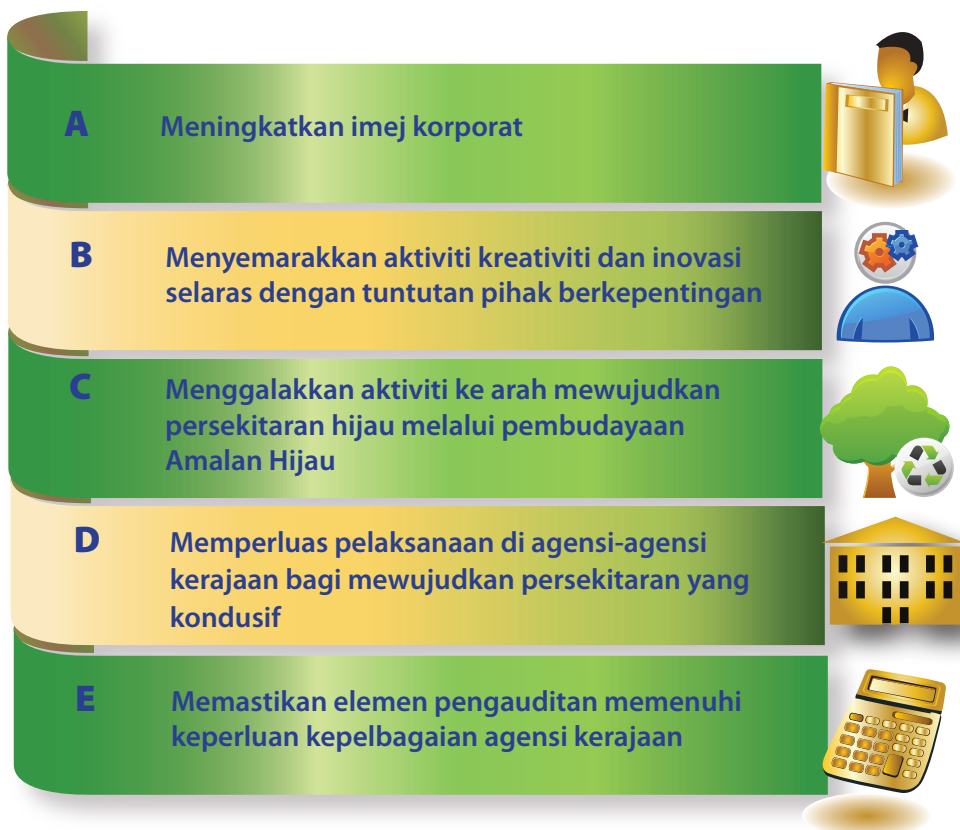 A
Meningkatkan imej korporat
B
Menyemarakkan aktiviti kreativiti dan inovasi
selaras dengan tuntutan pihak berkepentingan
C
Menggalakkan aktiviti ke arah mewujudkan
persekitaran hijau melalui pembudayaan
Amalan Hijau
D
Memperluas pelaksanaan di agensi-agensi
kerajaan bagi mewujudkan persekitaran yang
kondusif
E
Memastikan elemen pengauditan memenuhi
keperluan kepelbagaian agensi kerajaan